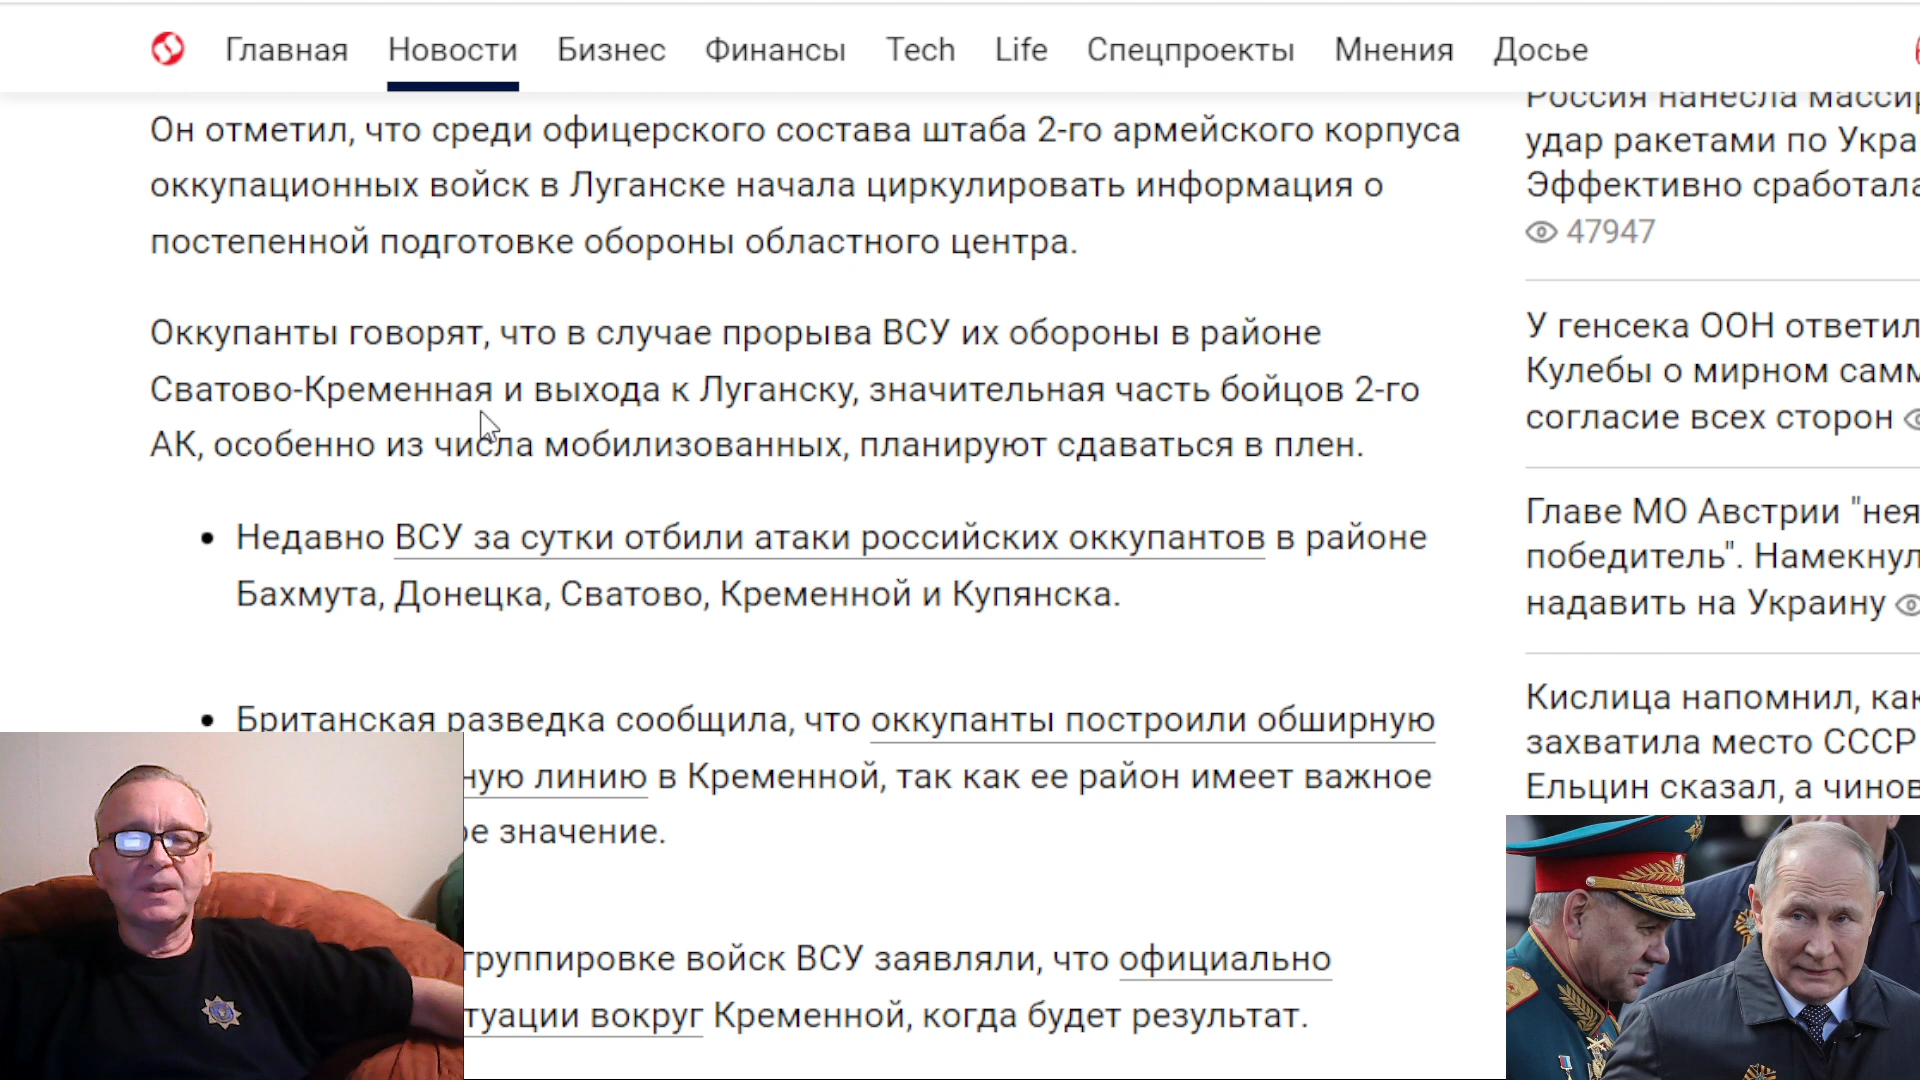 Главная Новости Бизнес Финансы Tech Life Спецпроекты Мнения Досье
Он отметил, что среди офицерского состава штаба 2-го армейского корпуса
оккупационных войск в Луганске начала циркулировать информация о
постепенной подготовке обороны областного центра.
Оккупанты говорят, что в случае прорыва ВСУ их обороны в районе
Сватово-Кременная и выхода к Луганску, значительная часть бойцов 2-го
АК, особенно из числа мобилизованных, планируют сдаваться в плен.
• Недавно ВСУ за сутки отбили атаки российских оккупантов в районе
Бахмута, Донецка, Сватово, Кременной и Купянска.
• Британская разведка сообщила, что оккупанты построили обширную
ную линию в Кременной, так как ее район имеет важное
ое значение.
группировке войск ВСУ заявляли, что официально
туации вокруг Кременной, когда будет результат.
Россия нанесла массир
удар ракетами по Укра
Эффективно сработала
47947
У генсека ООН ответил
Кулебы о мирном самм
согласие всех сторон
Главе МО Австрии "нея
победитель". Намекнул
надавить на Украину
Кислица напомнил, как
захватила место СССР
Ельцин сказал, а чинов